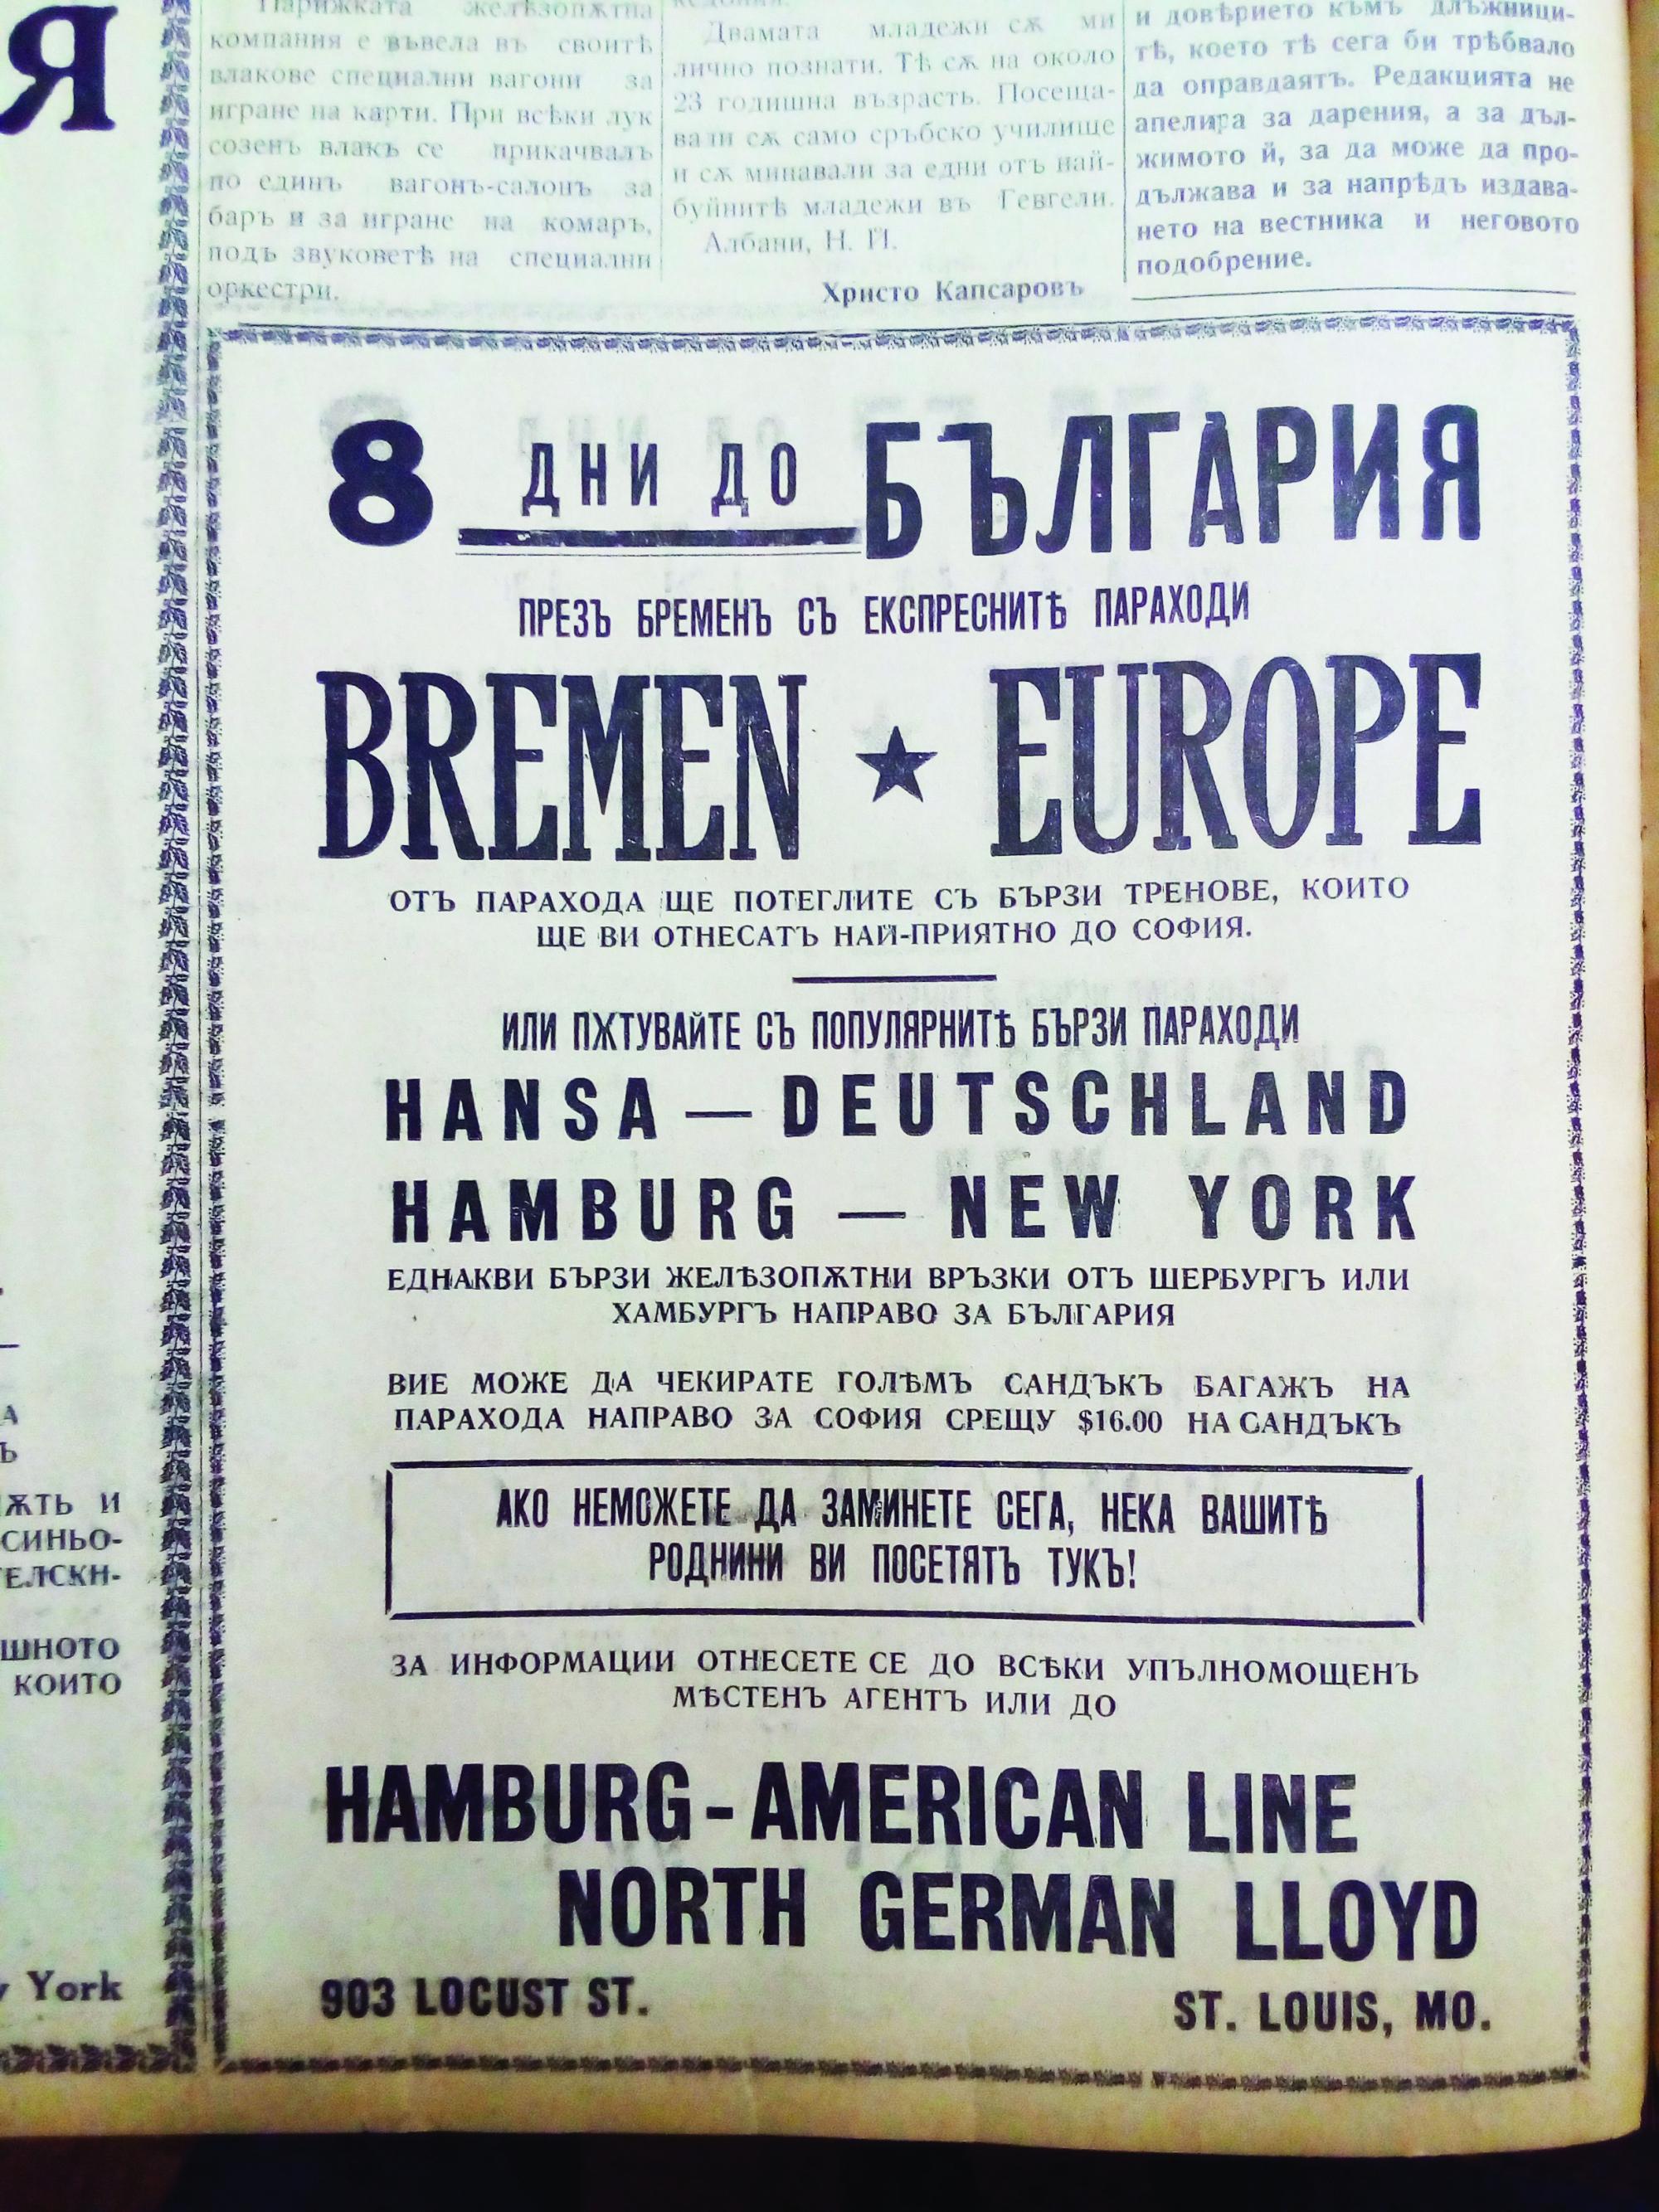 Я
Парижката желѣзопѫтна
компания е въвела въ своитѣ
влакове специални вагони за
игране на карти. При всѣки лук
созенъ влакъ се прикачвалъ
по единъ вагонъ-салонъ за
баръ и за игране на комаръ,
подъ звуковетѣ на специални
оркестри.
Двамата младежи сѫ ми
лично познати. Тѣ сѫ на около
23 годишна възрасть. Посеща-
вали сѫ само сръбско училище
и сѫ минавали за едни отъ най-
буйнитѣ младежи въ Гевгели.
Албани, Н. Й.
Христо Капсаровъ
и довѣрието къмъ длъжници-
тѣ, което тѣ сега би трѣбвало
да оправдаятъ. Редакцията не
апелира за дарения, а за дъл-
жимото й, за да може да про-
дължава и за напрѣдъ издава-
нето на вестника и неговото
подобрение.
8 ДНИ ДО БЪЛГАРИЯ
ПРЕЗЪ БРЕМЕНЪ СЪ ЕКСПРЕСНИТѢ ПАРАХОДИ
BREMEN ★ EUROPE
ОТЪ ПАРАХОДА ЩЕ ПОТЕГЛИТЕ СЪ БЪРЗИ ТРЕНОВЕ, КОИТО
ЩЕ ВИ ОТНЕСАТЪ НАЙ-ПРИЯТНО ДО СОФИЯ.
ИЛИ ПѪТУВАЙТЕ СЪ ПОПУЛЯРНИТѢ БЪРЗИ ПАРАХОДИ
HANSA — DEUTSCHLAND
HAMBURG — NEW YORK
ЕДНАКВИ БЪРЗИ ЖЕЛѢЗОПѪТНИ ВРЪЗКИ ОТЪ ШЕРБУРГЪ ИЛИ
ХАМБУРГЪ НАПРАВО ЗА БЪЛГАРИЯ
ВИЕ МОЖЕ ДА ЧЕКИРАТЕ ГОЛѢМЪ САНДЪКЪ БАГАЖЪ НА
ПАРАХОДА НАПРАВО ЗА СОФИЯ СРЕЩУ $16.00 НА САНДЪКЪ
АКО НЕМОЖЕТЕ ДА ЗАМИНЕТЕ СЕГА, НЕКА ВАШИТѢ
РОДНИНИ ВИ ПОСЕТЯТЪ ТУКЪ!
ЗА ИНФОРМАЦИИ ОТНЕСЕТЕ СЕ ДО ВСѢКИ УПЪЛНОМОЩЕНЪ
МѢСТЕНЪ АГЕНТЪ ИЛИ ДО
HAMBURG-AMERICAN LINE
NORTH GERMAN LLOYD
903 LOCUST ST. ST. LOUIS, MO.
ѪТЬ И
СИНЬО-
ШНОТО
КОИТО
York